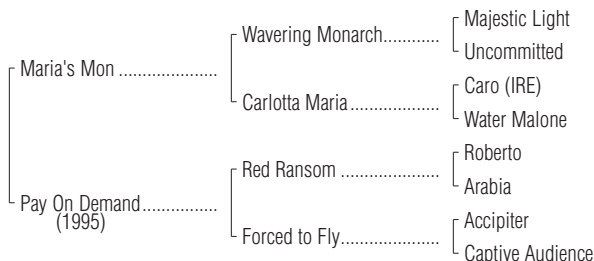 Majestic Light
Wavering Monarch............
Uncommitted
Maria's Mon .....................
Caro (IRE)
Carlotta Maria...................
Water Malone
Roberto
Red Ransom .....................
Arabia
Pay On Demand................
(1995)
Accipiter
Forced to Fly.....................
Captive Audience